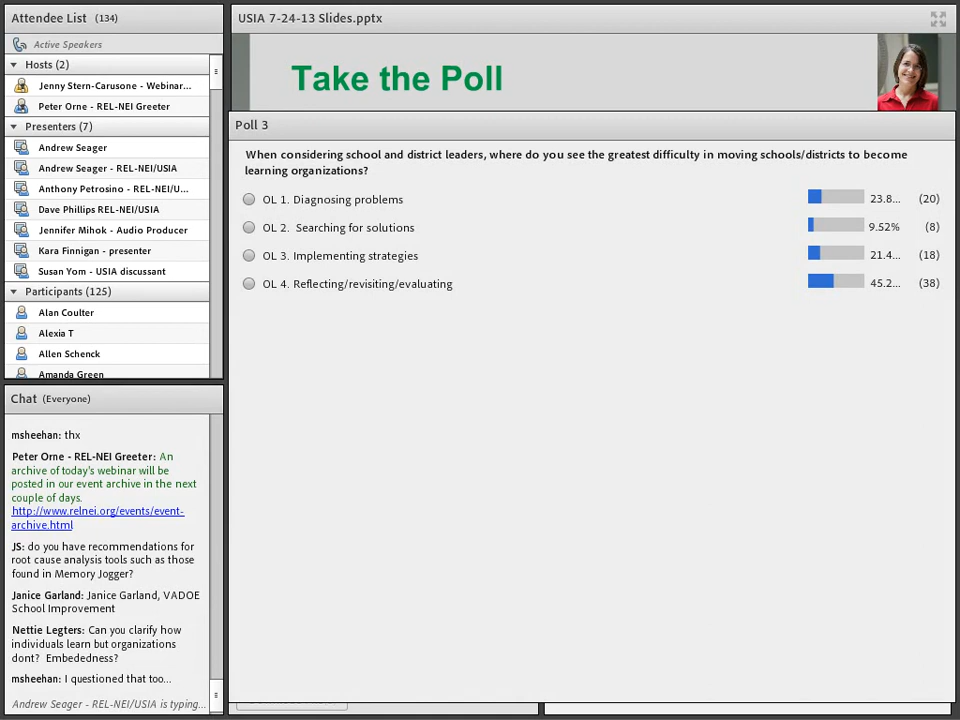 Attendee List (134)
Active Speakers
Hosts (2)
Jenny Stern-Carusone - Webinar...
Peter Orne - REL-NEI Greeter
Presenters (7)
Andrew Seager
Andrew Seager - REL-NEI/USIA
Anthony Petrosino - REL-NEI/U...
Dave Phillips REL-NEI/USIA
Jennifer Mihok - Audio Producer
Kara Finnigan - presenter
Susan Yom - USIA discussant
Participants (125)
Alan Coulter
Alexia T
Allen Schenck
Amanda Green
Chat (Everyone)
msheehan: thx
Peter Orne - REL-NEI Greeter: An
archive of today's webinar will be
posted in our event archive in the next
couple of days.
http://www.relnei.org/events/event-
archive.html
JS: do you have recommendations for
root cause analysis tools such as those
found in Memory Jogger?
Janice Garland: Janice Garland, VADOE
School Improvement
Nettie Legters: Can you clarify how
individuals learn but organizations
dont?  Embededness?
msheehan: I questioned that too...
Andrew Seager - REL-NEI/USIA is typing...
USIA 7-24-13 Slides.pptx
Take the Poll
Poll 3
When considering school and district leaders, where do you see the greatest difficulty in moving schools/districts to become
learning organizations?
OL 1. Diagnosing problems 23.8... (20)
OL 2.  Searching for solutions 9.52% (8)
OL 3. Implementing strategies 21.4... (18)
OL 4. Reflecting/revisiting/evaluating 45.2... (38)